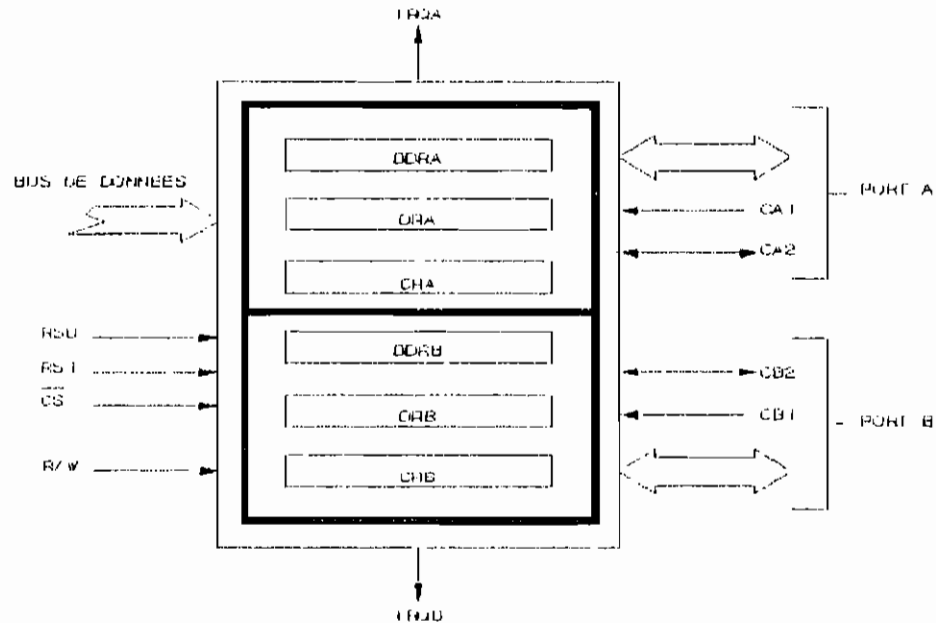 IRQA
DDRA
BUS DE DONNEES
ORA
CRA
PORT A
CA1
CA2
RS0
RS1
CS
R/W
DDRB
ORB
CRB
CB2
CB1
PORT B
IRQB